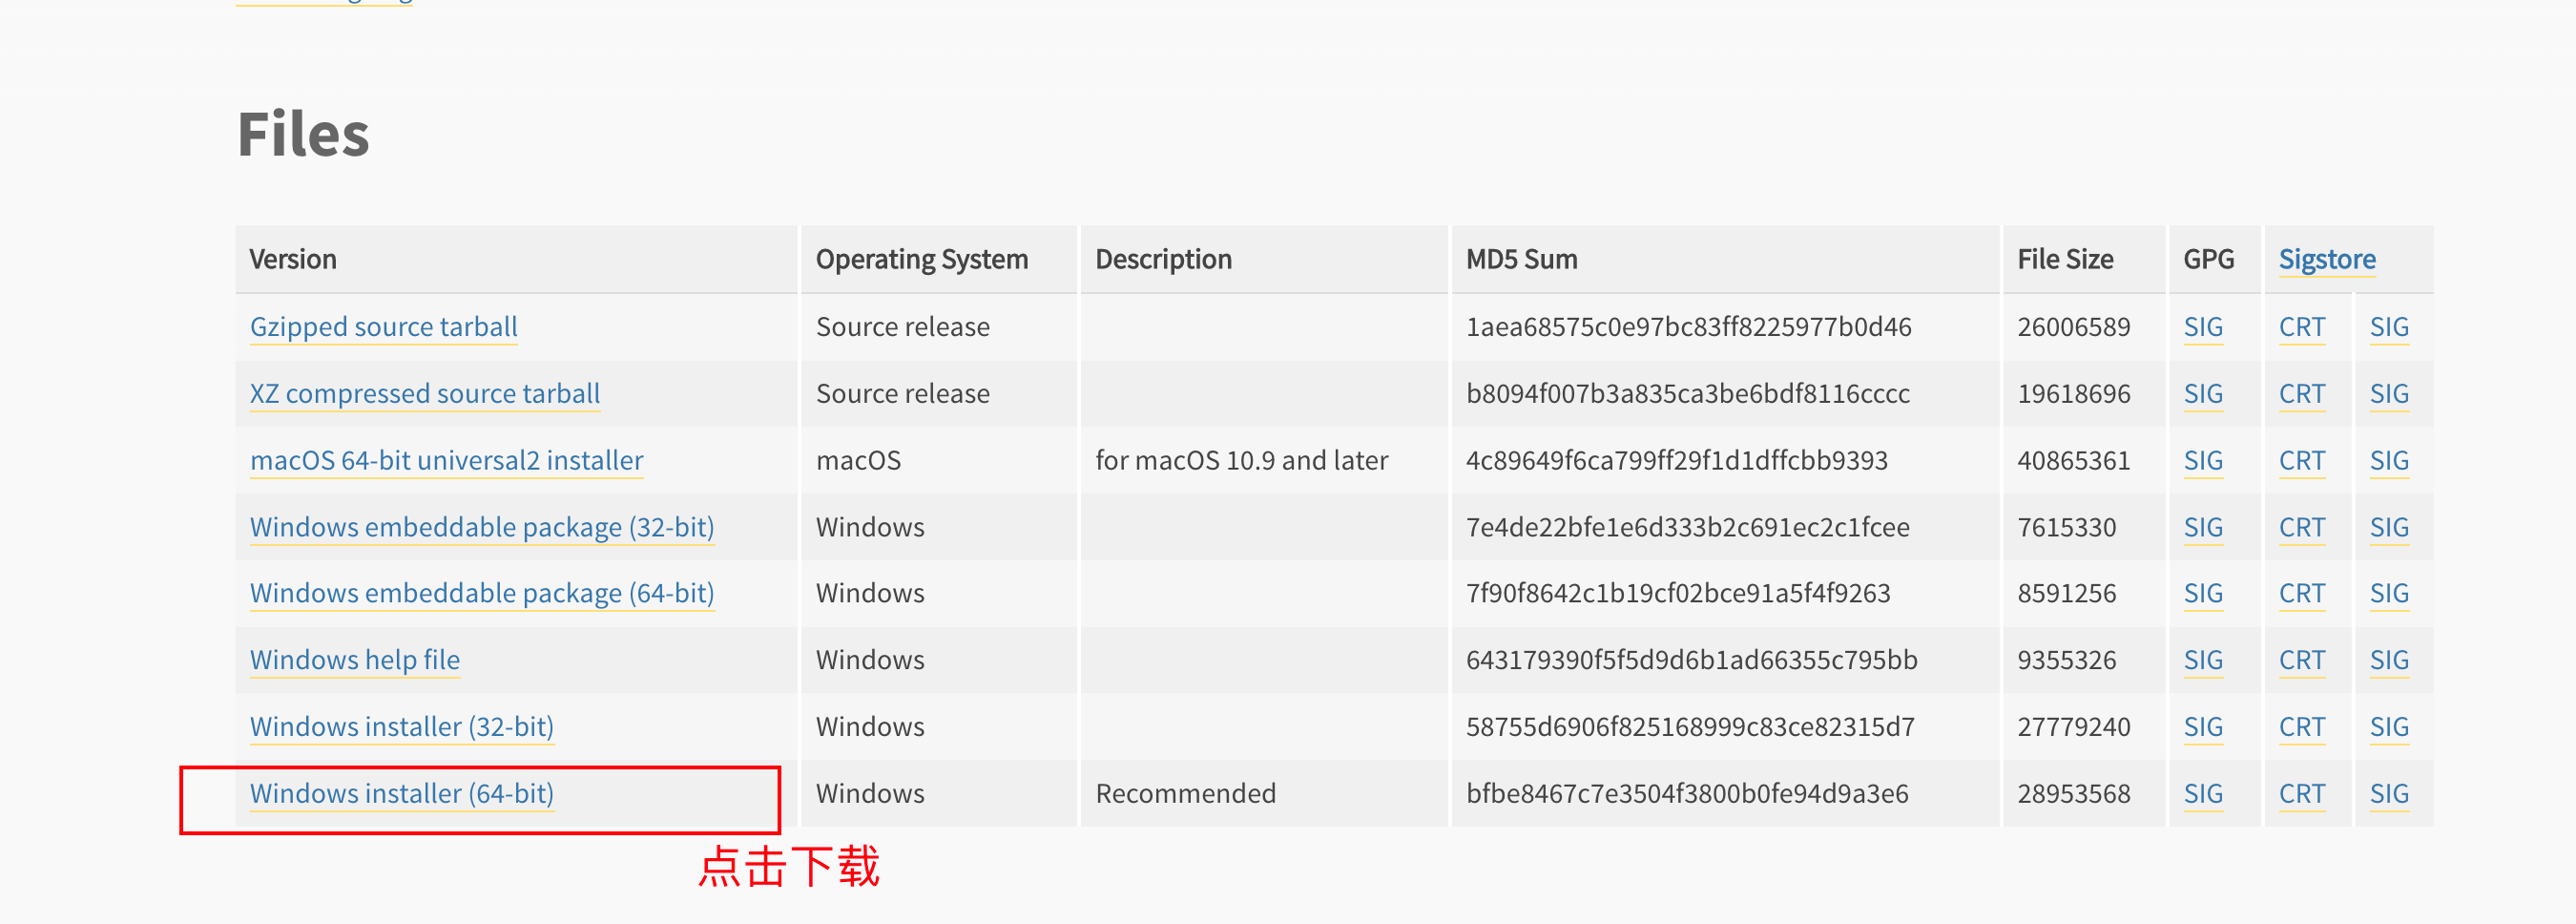 Files
Version Operating System Description MD5 Sum File Size GPG Sigstore
Gzipped source tarball Source release 1aea68575c0e97bc83ff8225977b0d46 26006589 SIG CRT SIG
XZ compressed source tarball Source release b8094f007b3a835ca3be6bdf8116cccc 19618696 SIG CRT SIG
macOS 64-bit universal2 installer macOS for macOS 10.9 and later 4c89649f6ca799ff29f1d1dffcbb9393 40865361 SIG CRT SIG
Windows embeddable package (32-bit) Windows 7e4de22bfe1e6d333b2c691ec2c1fcee 7615330 SIG CRT SIG
Windows embeddable package (64-bit) Windows 7f90f8642c1b19cf02bce91a5f4f9263 8591256 SIG CRT SIG
Windows help file Windows 643179390f5f5d9d6b1ad66355c795bb 9355326 SIG CRT SIG
Windows installer (32-bit) Windows 58755d6906f825168999c83ce82315d7 27779240 SIG CRT SIG
Windows installer (64-bit) Windows Recommended bfbe8467c7e3504f3800b0fe94d9a3e6 28953568 SIG CRT SIG
点击下载